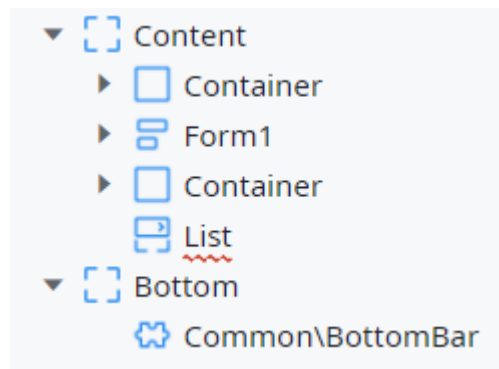 Content
Container
Form1
Container
List
Bottom
Common\BottomBar